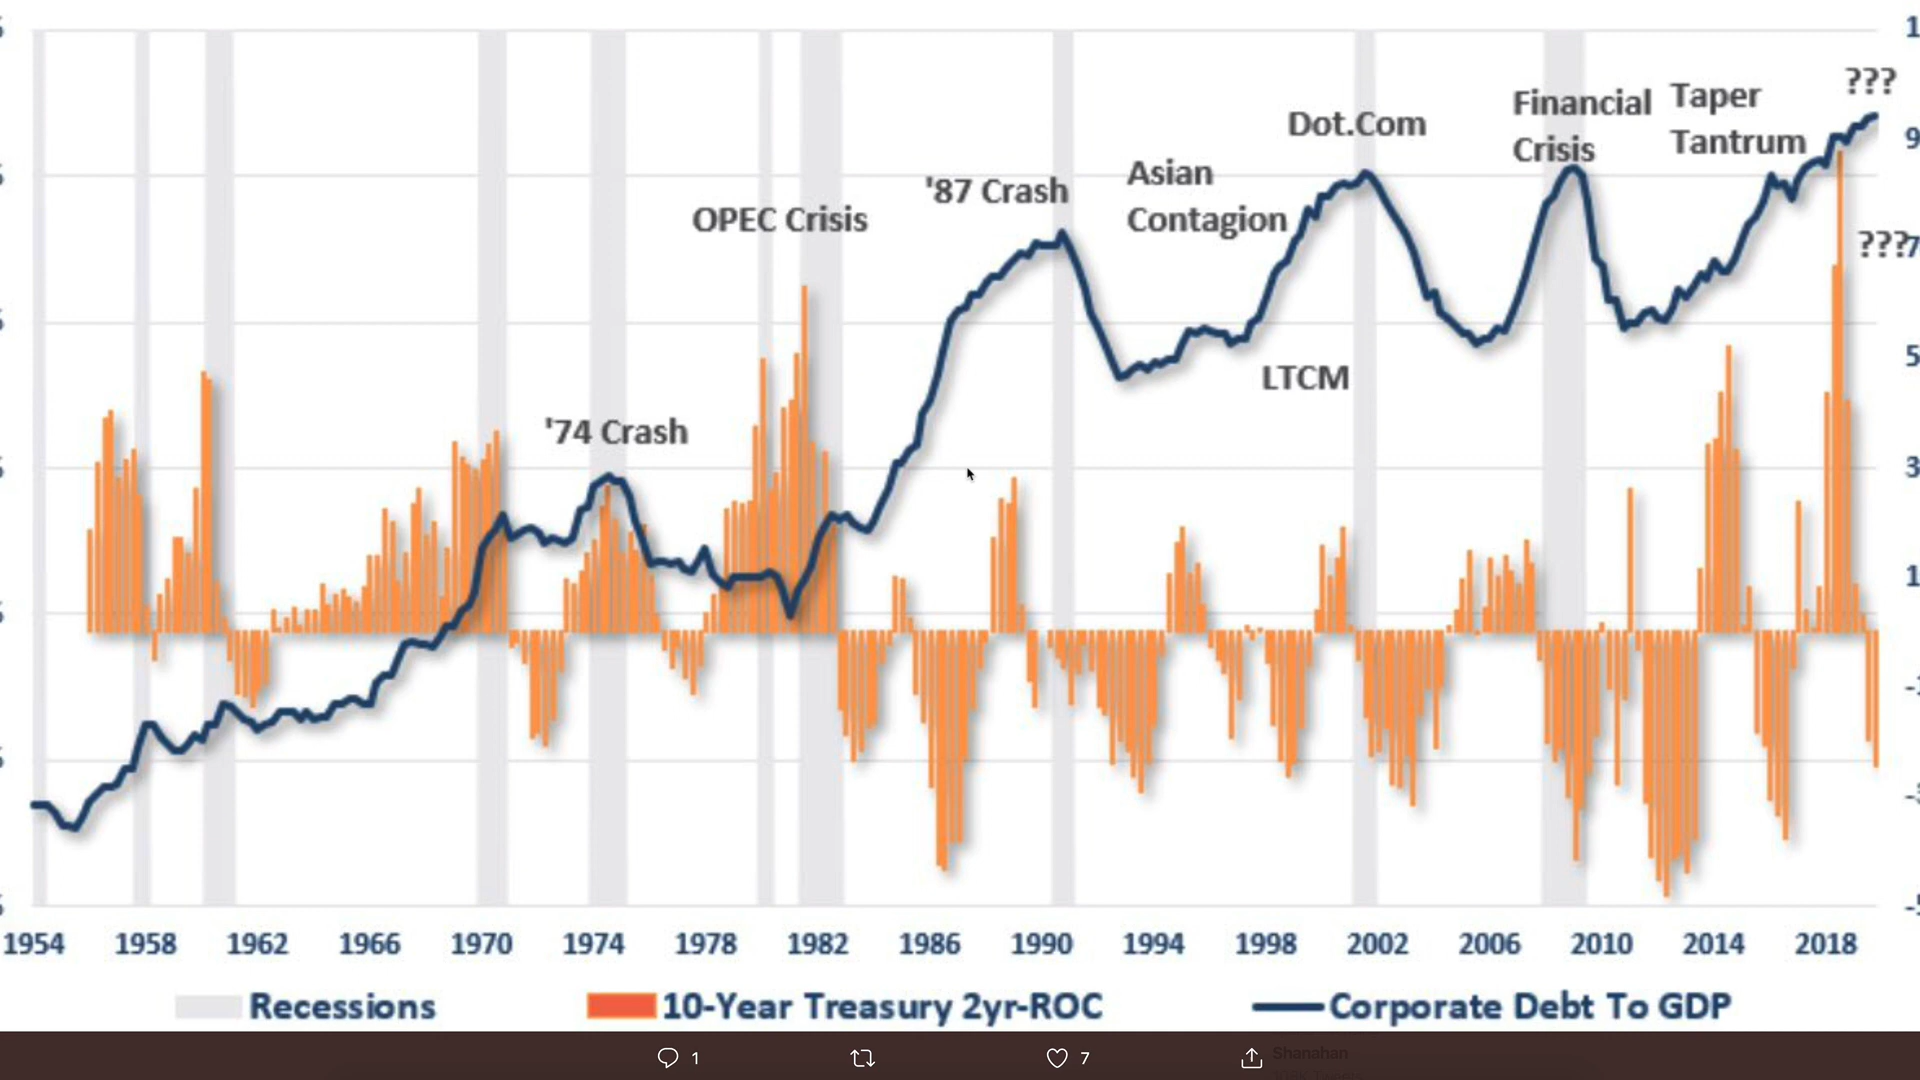 ???
Taper
Financial
Tantrum
Dot.Com
Crisis
Asian
'87 Crash
Contagion
OPEC Crisis
???
LTCM
'74 Crash
1954 1958 1962 1966 1970 1974 1978 1982 1986 1990 1994 1998 2002 2006 2010 2014 2018
Recessions 10-Year Treasury 2yr-ROC Corporate Debt To GDP
1 7
Shanahan